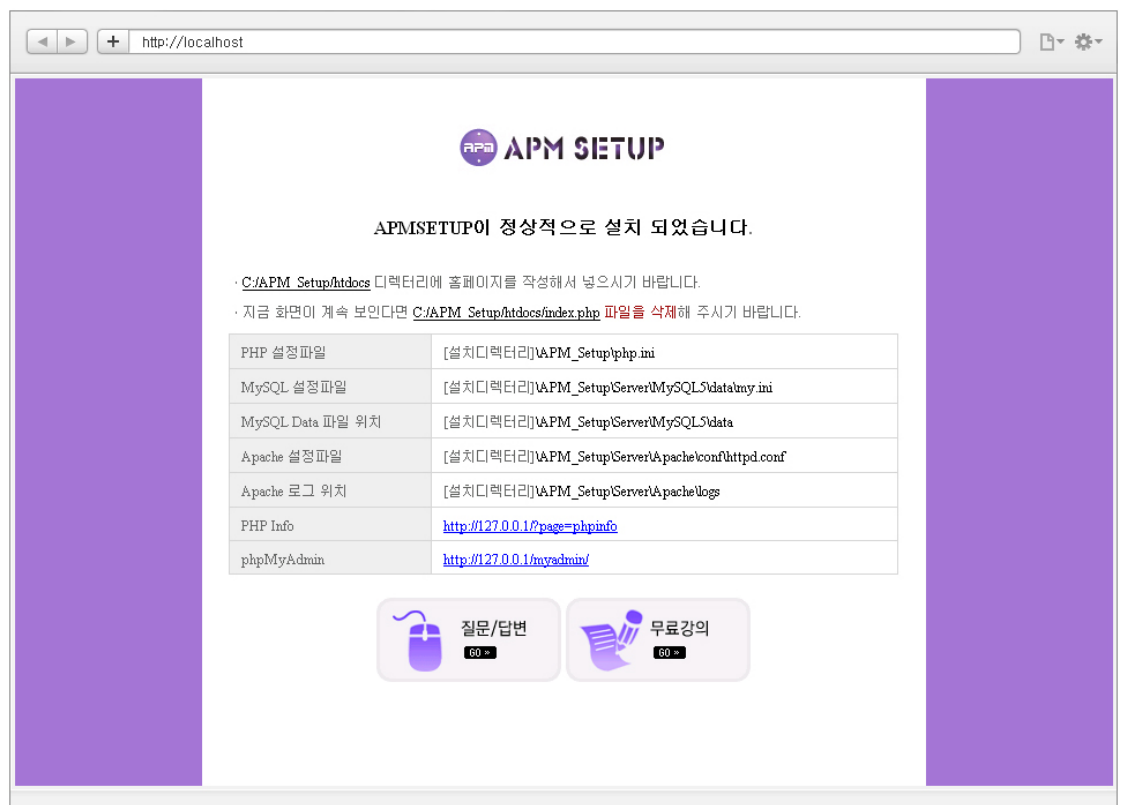 http://localhost
APM APM SETUP
APMSETUP이 정상적으로 설치 되었습니다.
· C:/APM_Setup/htdocs 디렉터리에 홈페이지를 작성해서 넣으시기 바랍니다.
· 지금 화면이 계속 보인다면 C:/APM_Setup/htdocs/index.php 파일을 삭제해 주시기 바랍니다.
PHP 설정파일 [설치디렉터리]\APM_Setup\php.ini
MySQL 설정파일 [설치디렉터리]\APM_Setup\Server\MySQL5\data\my.ini
MySQL Data 파일 위치 [설치디렉터리]\APM_Setup\Server\MySQL5\data
Apache 설정파일 [설치디렉터리]\APM_Setup\Server\Apache\conf\httpd.conf
Apache 로그 위치 [설치디렉터리]\APM_Setup\Server\Apache\logs
PHP Info http://127.0.0.1/?page=phpinfo
phpMyAdmin http://127.0.0.1/myadmin/
질문/답변
GO »
무료강의
GO »